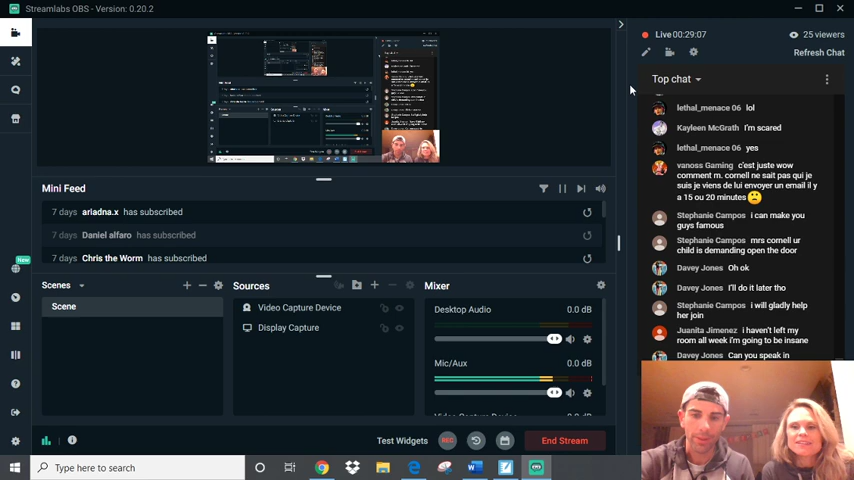 Streamlabs OBS - Version: 0.20.2
Live 00:29:07
25 viewers
Refresh Chat
Top chat
lethal_menace 06 lol
Kayleen McGrath I'm scared
lethal_menace 06 yes
vanoss Gaming c'est juste wow
comment m. cornell ne sait pas qui je
suis je viens de lui envoyer un email il y
a 15 ou 20 minutes
Stephanie Campos i can make you
guys famous
Stephanie Campos mrs cornell ur
child is demanding open the door
Davey Jones Oh ok
Davey Jones I'll do it later tho
Stephanie Campos i will gladly help
her join
Juanita Jimenez i haven't left my
room all week i'm going to be insane
Davey Jones Can you speak in
Mini Feed
7 days ariadna.x has subscribed
7 days Daniel alfaro has subscribed
7 days Chris the Worm has subscribed
Scenes
Scene
Sources
Video Capture Device
Display Capture
Mixer
Desktop Audio 0.0 dB
Mic/Aux 0.0 dB
New
Test Widgets
REC
End Stream
Type here to search